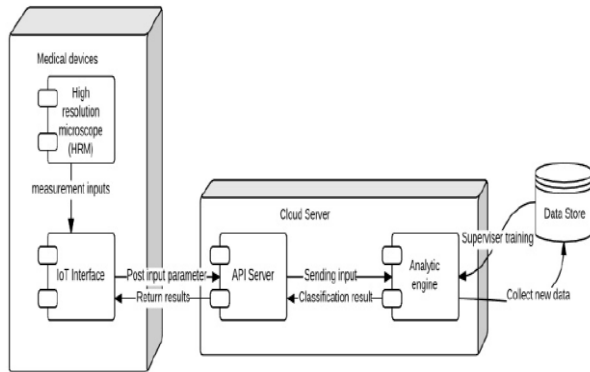 Medical devices
High
resolution
microscope
(HRM)
measurement inputs
IoT Interface
Post input parameter
Return results
Cloud Server
API Server
Sending input
Classification result
Analytic
engine
Superviser training
Data Store
Collect new data